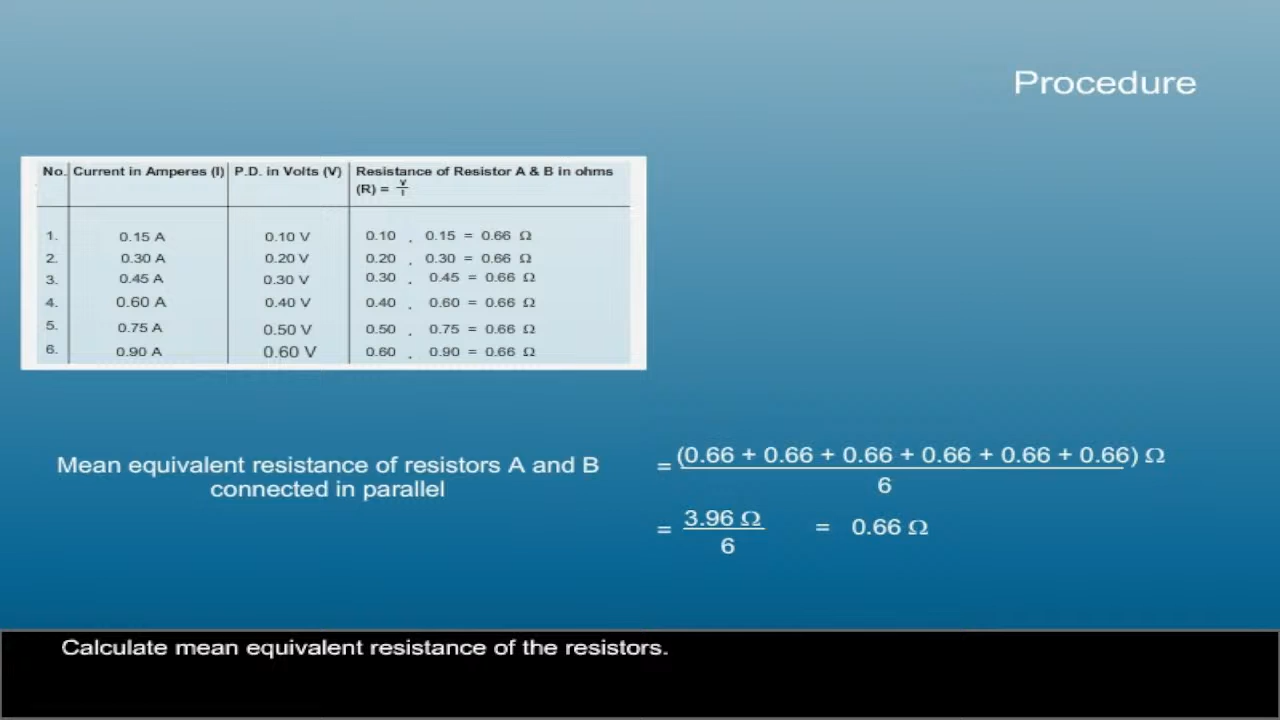 Procedure
No. Current in Amperes (I) P.D. in Volts (V) Resistance of Resistor A & B in ohms
(R) = V/I
1. 0.15 A 0.10 V 0.10 . 0.15 = 0.66 Ω
2. 0.30 A 0.20 V 0.20 . 0.30 = 0.66 Ω
3. 0.45 A 0.30 V 0.30 . 0.45 = 0.66 Ω
4. 0.60 A 0.40 V 0.40 . 0.60 = 0.66 Ω
5. 0.75 A 0.50 V 0.50 . 0.75 = 0.66 Ω
6. 0.90 A 0.60 V 0.60 . 0.90 = 0.66 Ω
Mean equivalent resistance of resistors A and B
connected in parallel
= (0.66 + 0.66 + 0.66 + 0.66 + 0.66 + 0.66) Ω
6
= 3.96 Ω = 0.66 Ω
6
Calculate mean equivalent resistance of the resistors.